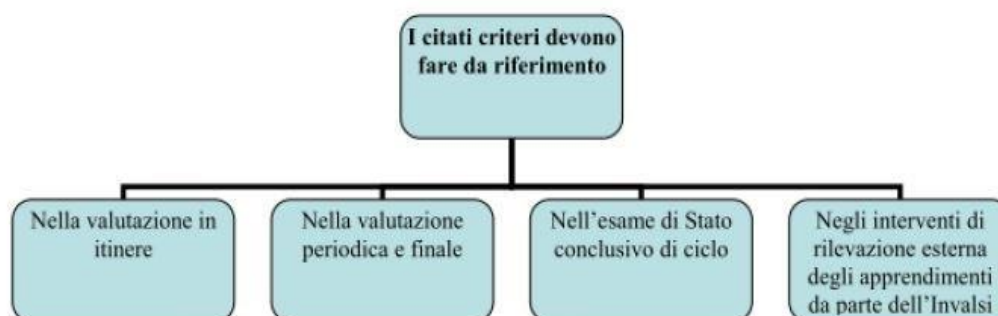 I citati criteri devono
fare da riferimento
Nella valutazione in
itinere
Nella valutazione
periodica e finale
Nell'esame di Stato
conclusivo di ciclo
Negli interventi di
rilevazione esterna
degli apprendimenti
da parte dell'Invalsi